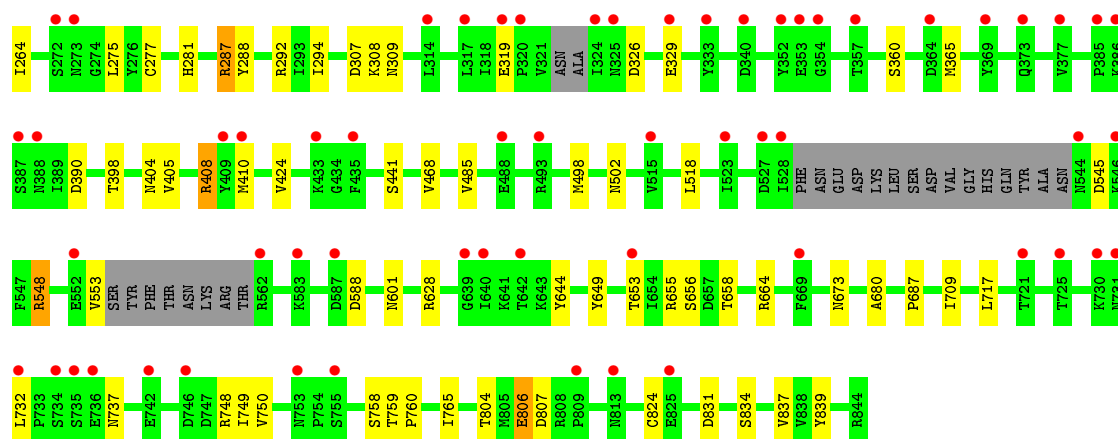 I264 S272 N273 G274 L275 Y276 C277 H281 R287 Y288 R292 I293 I294 D307 K308 N309 L314 L317 I318 E319 P320 V321 ASN ALA I324 N325 D326 E329 Y333 D340 Y352 E353 G354 T357 S360 D364 M365 Y369 Q373 V377 P385 K386
S387 N388 I389 D390 T398 N404 V405 R408 Y409 M410 V424 K433 G434 F435 S441 V468 V485 E488 R493 M498 N502 V515 L518 I523 D527 I528 PHE ASN GLU ASP LYS LEU SER ASP VAL GLY HIS GLN TYR ALA ASN N544 D545 K546
F547 R548 E552 V553 SER TYR PHE THR ASN LYS ARG THR R562 K583 D587 D588 N601 R628 G639 I640 K641 T642 K643 Y644 Y649 T653 I654 R655 S656 D657 T658 R664 F669 N673 A680 P687 I709 L717 T721 T725 K730
L732 P733 S734 S735 E736 N737 E742 D746 D747 R748 I749 V750 N753 P754 S755 S758 T759 P760 I765 T804 M805 E806 D807 R808 P809 N813 C824 E825 D831 S834 V837 V838 Y839 R844